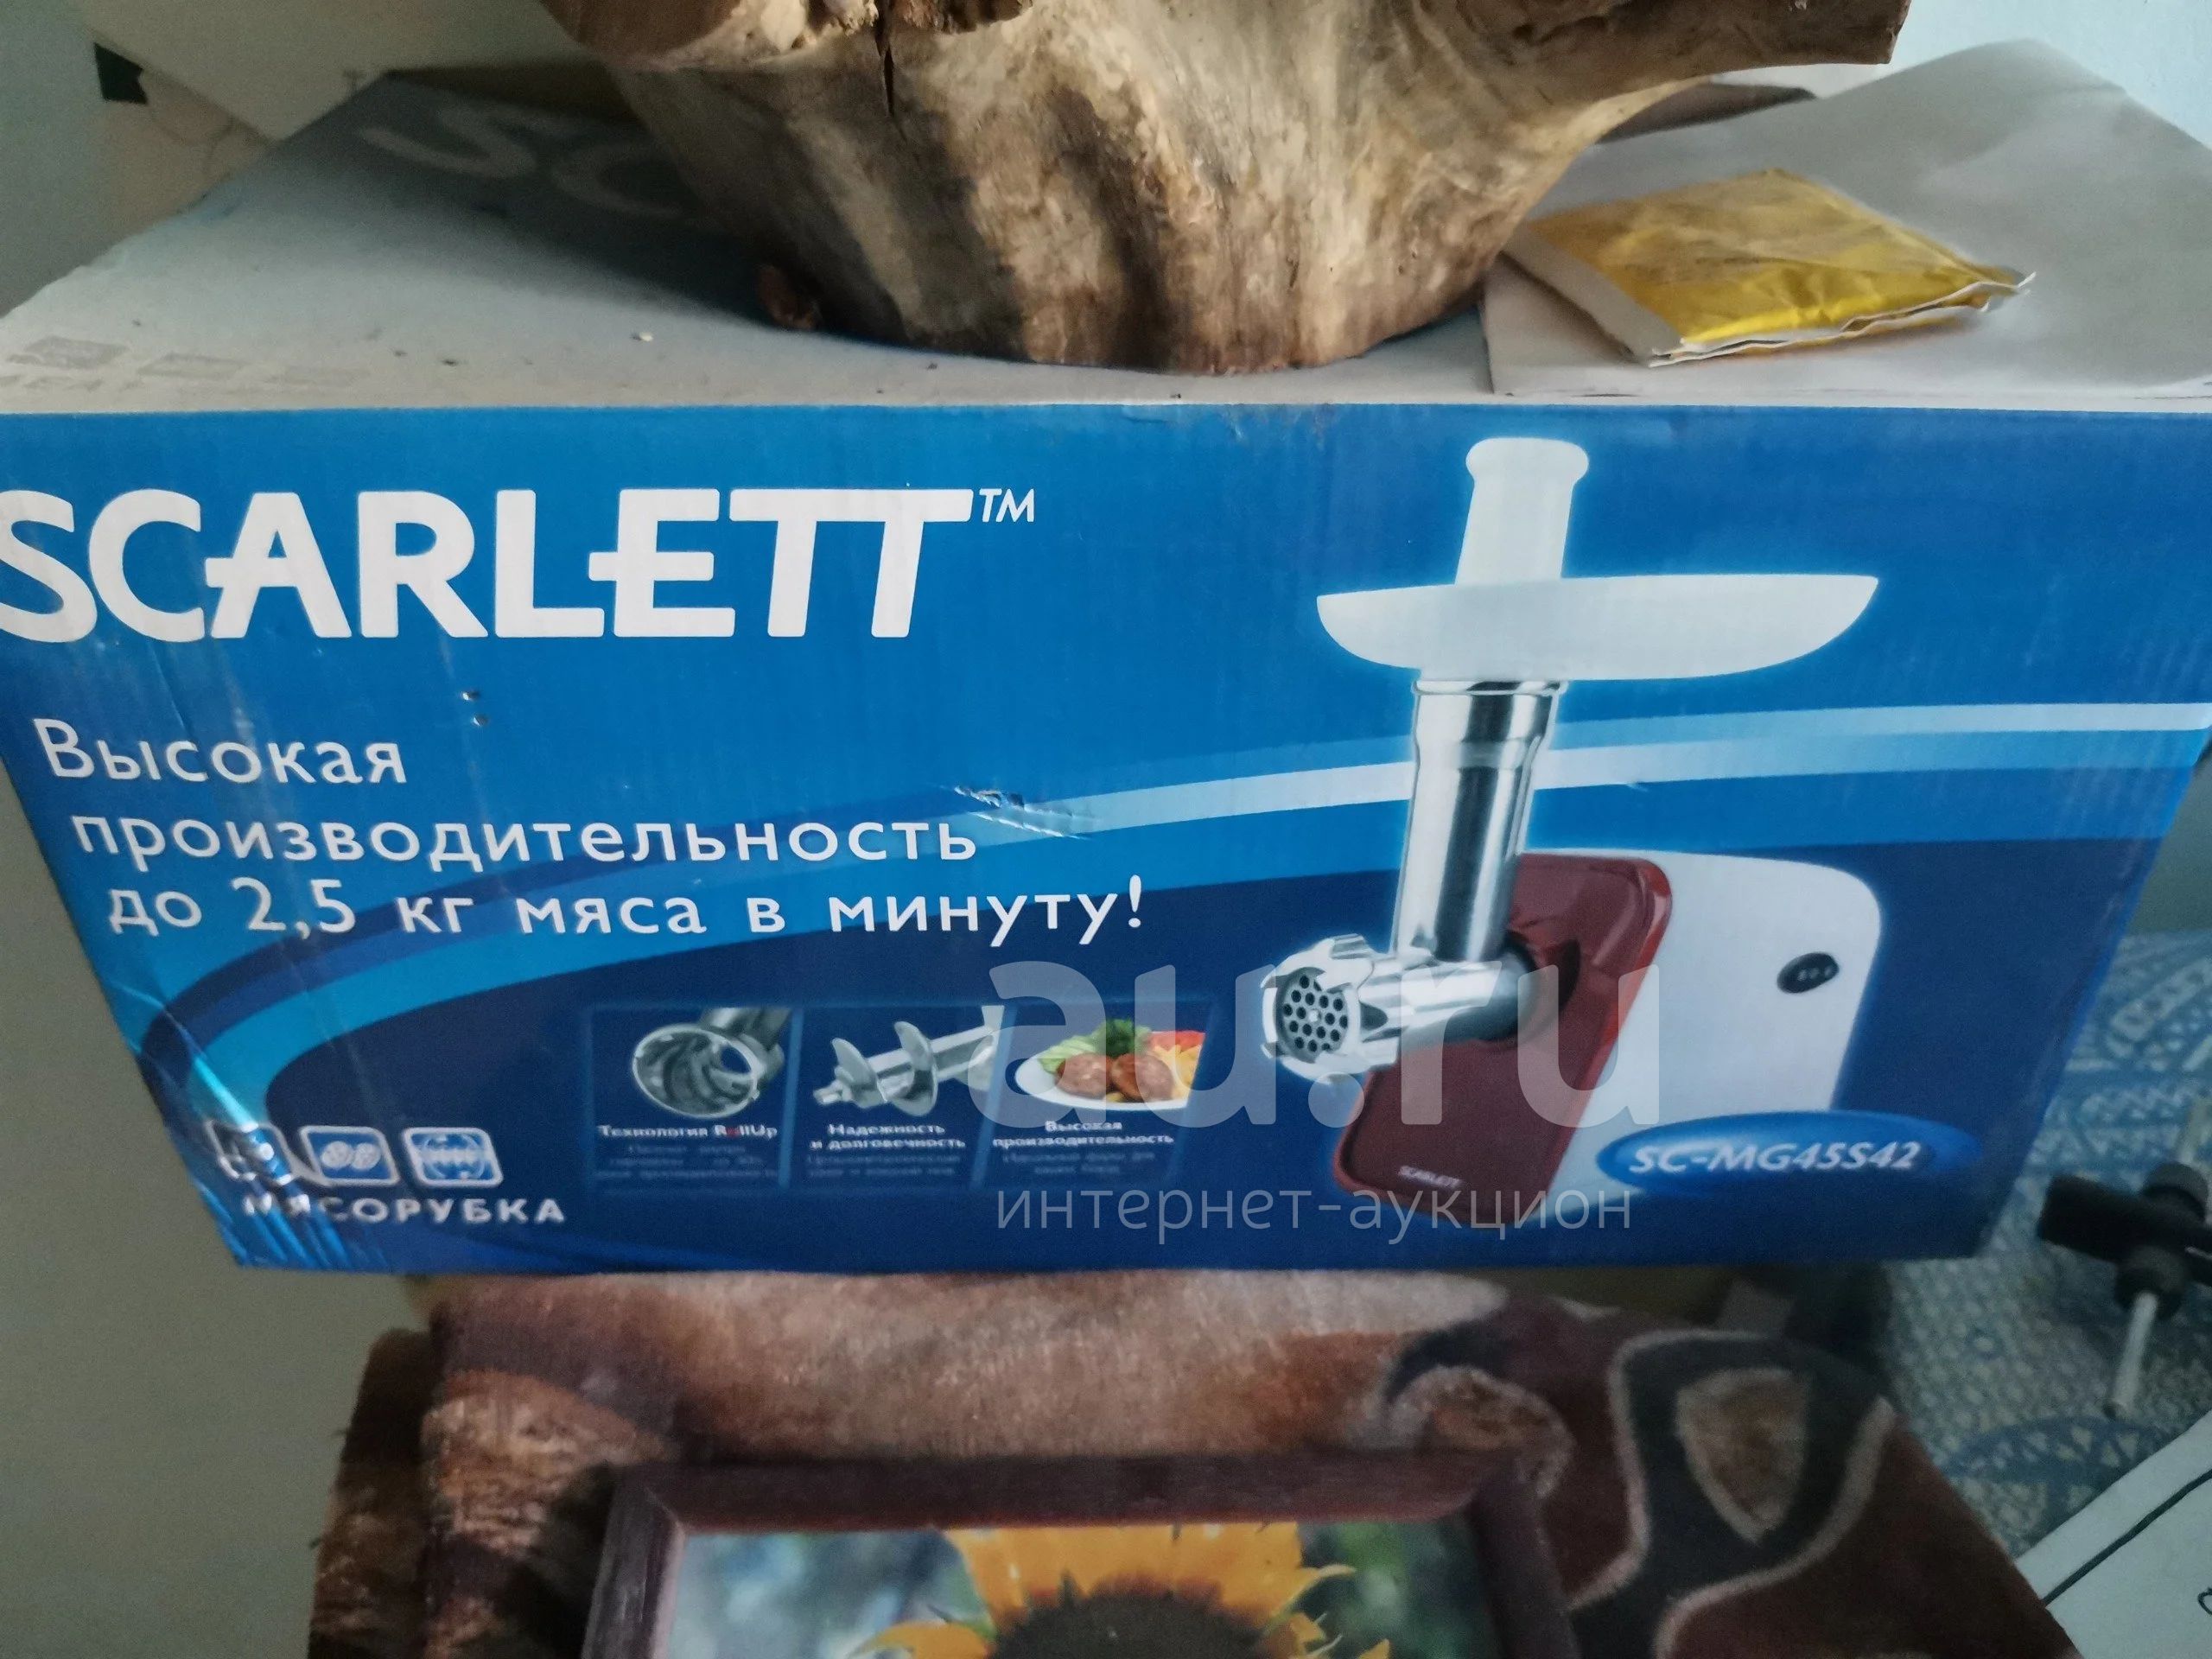 SCARLETT™
Высокая
производительность
до 2,5 кг мяса в минуту!
Технология RollUp
Надежность
и долговечность
Высокая
производительность
МЯСОРУБКА
SCARLETT
SC-MG45S42
au.ru
интернет-аукцион